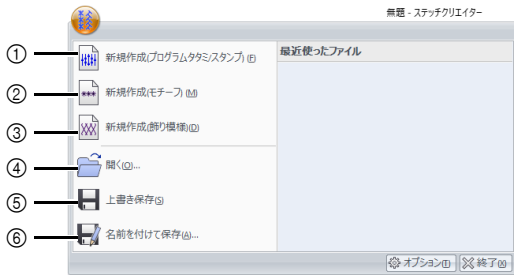 無題 - ステッチクリエイター
① 新規作成(プログラムタタミ/スタンプ) (F)
最近使ったファイル
② 新規作成(モチーフ) (M)
③ 新規作成(飾り模様)(D)
④ 開く(O)...
⑤ 上書き保存(S)
⑥ 名前を付けて保存(A)...
オプション(T) 終了(X)